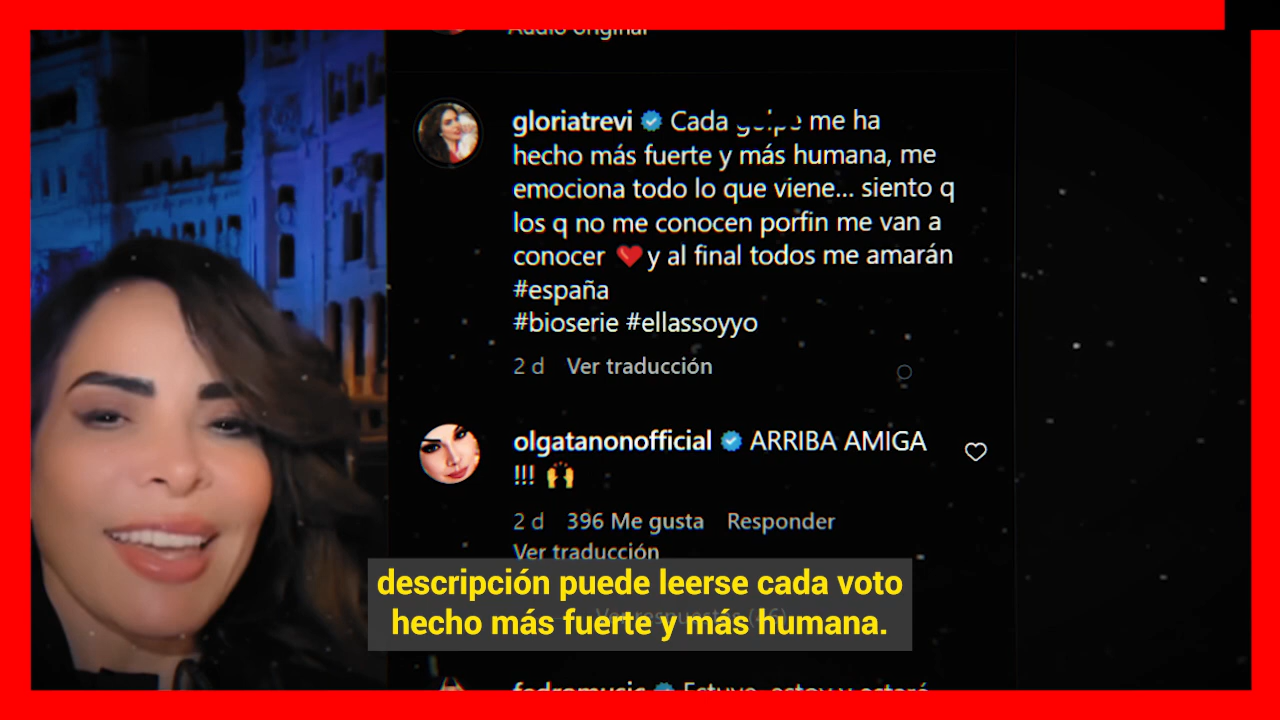 Audio original
gloriatrevi Cada golpe me ha
hecho más fuerte y más humana, me
emociona todo lo que viene... siento q
los q no me conocen porfin me van a
conocer ❤️y al final todos me amarán
#españa
#bioserie #ellassoyyo
2 d Ver traducción
olgatanonofficial ARRIBA AMIGA
!!! 🙌
2 d 396 Me gusta Responder
Ver traducción
descripción puede leerse cada voto
hecho más fuerte y más humana.